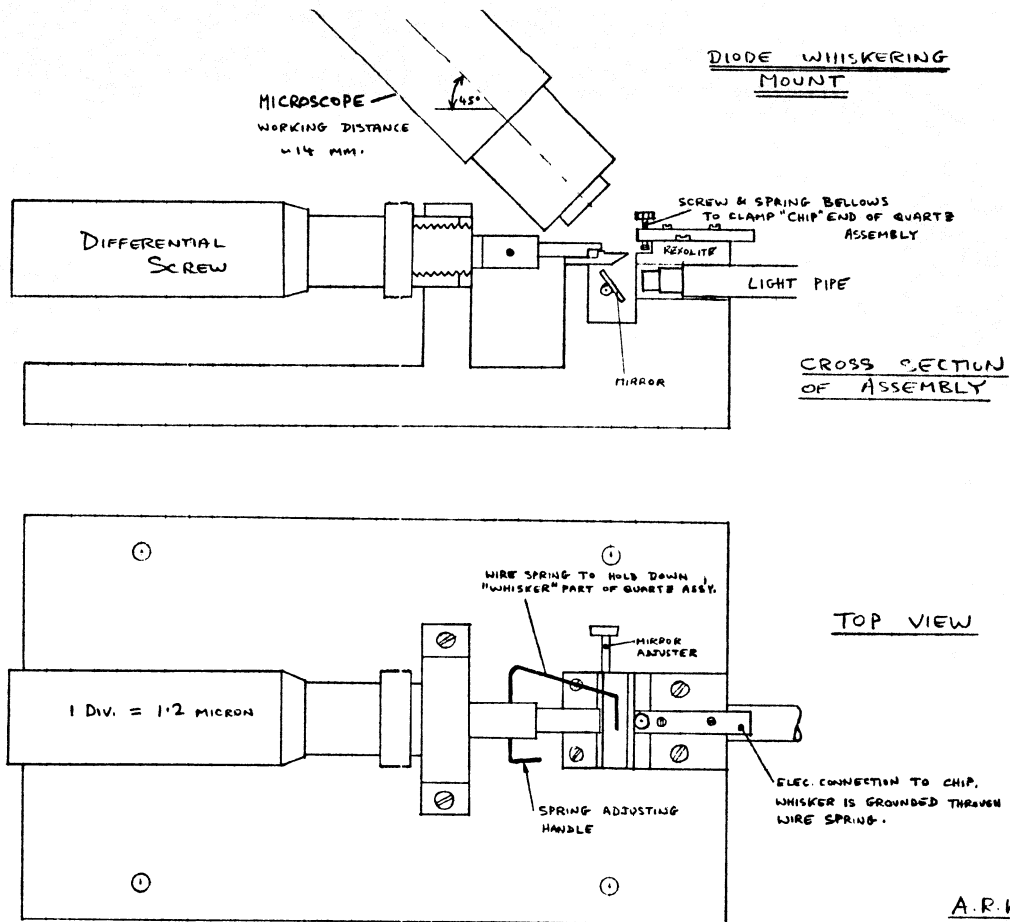 DIODE WHISKERING
MOUNT
MICROSCOPE
WORKING DISTANCE
~14 MM.
45°
SCREW & SPRING BELLOWS
TO CLAMP "CHIP" END OF QUARTZ
ASSEMBLY
DIFFERENTIAL
SCREW
REXOLITE
LIGHT PIPE
MIRROR
CROSS SECTION
OF ASSEMBLY
WIRE SPRING TO HOLD DOWN
"WHISKER" PART OF QUARTZ ASSY.
TOP VIEW
MIRROR
ADJUSTER
1 DIV. = 1.2 MICRON
ELEC. CONNECTION TO CHIP.
WHISKER IS GROUNDED THROUGH
WIRE SPRING.
SPRING ADJUSTING
HANDLE
A.R.